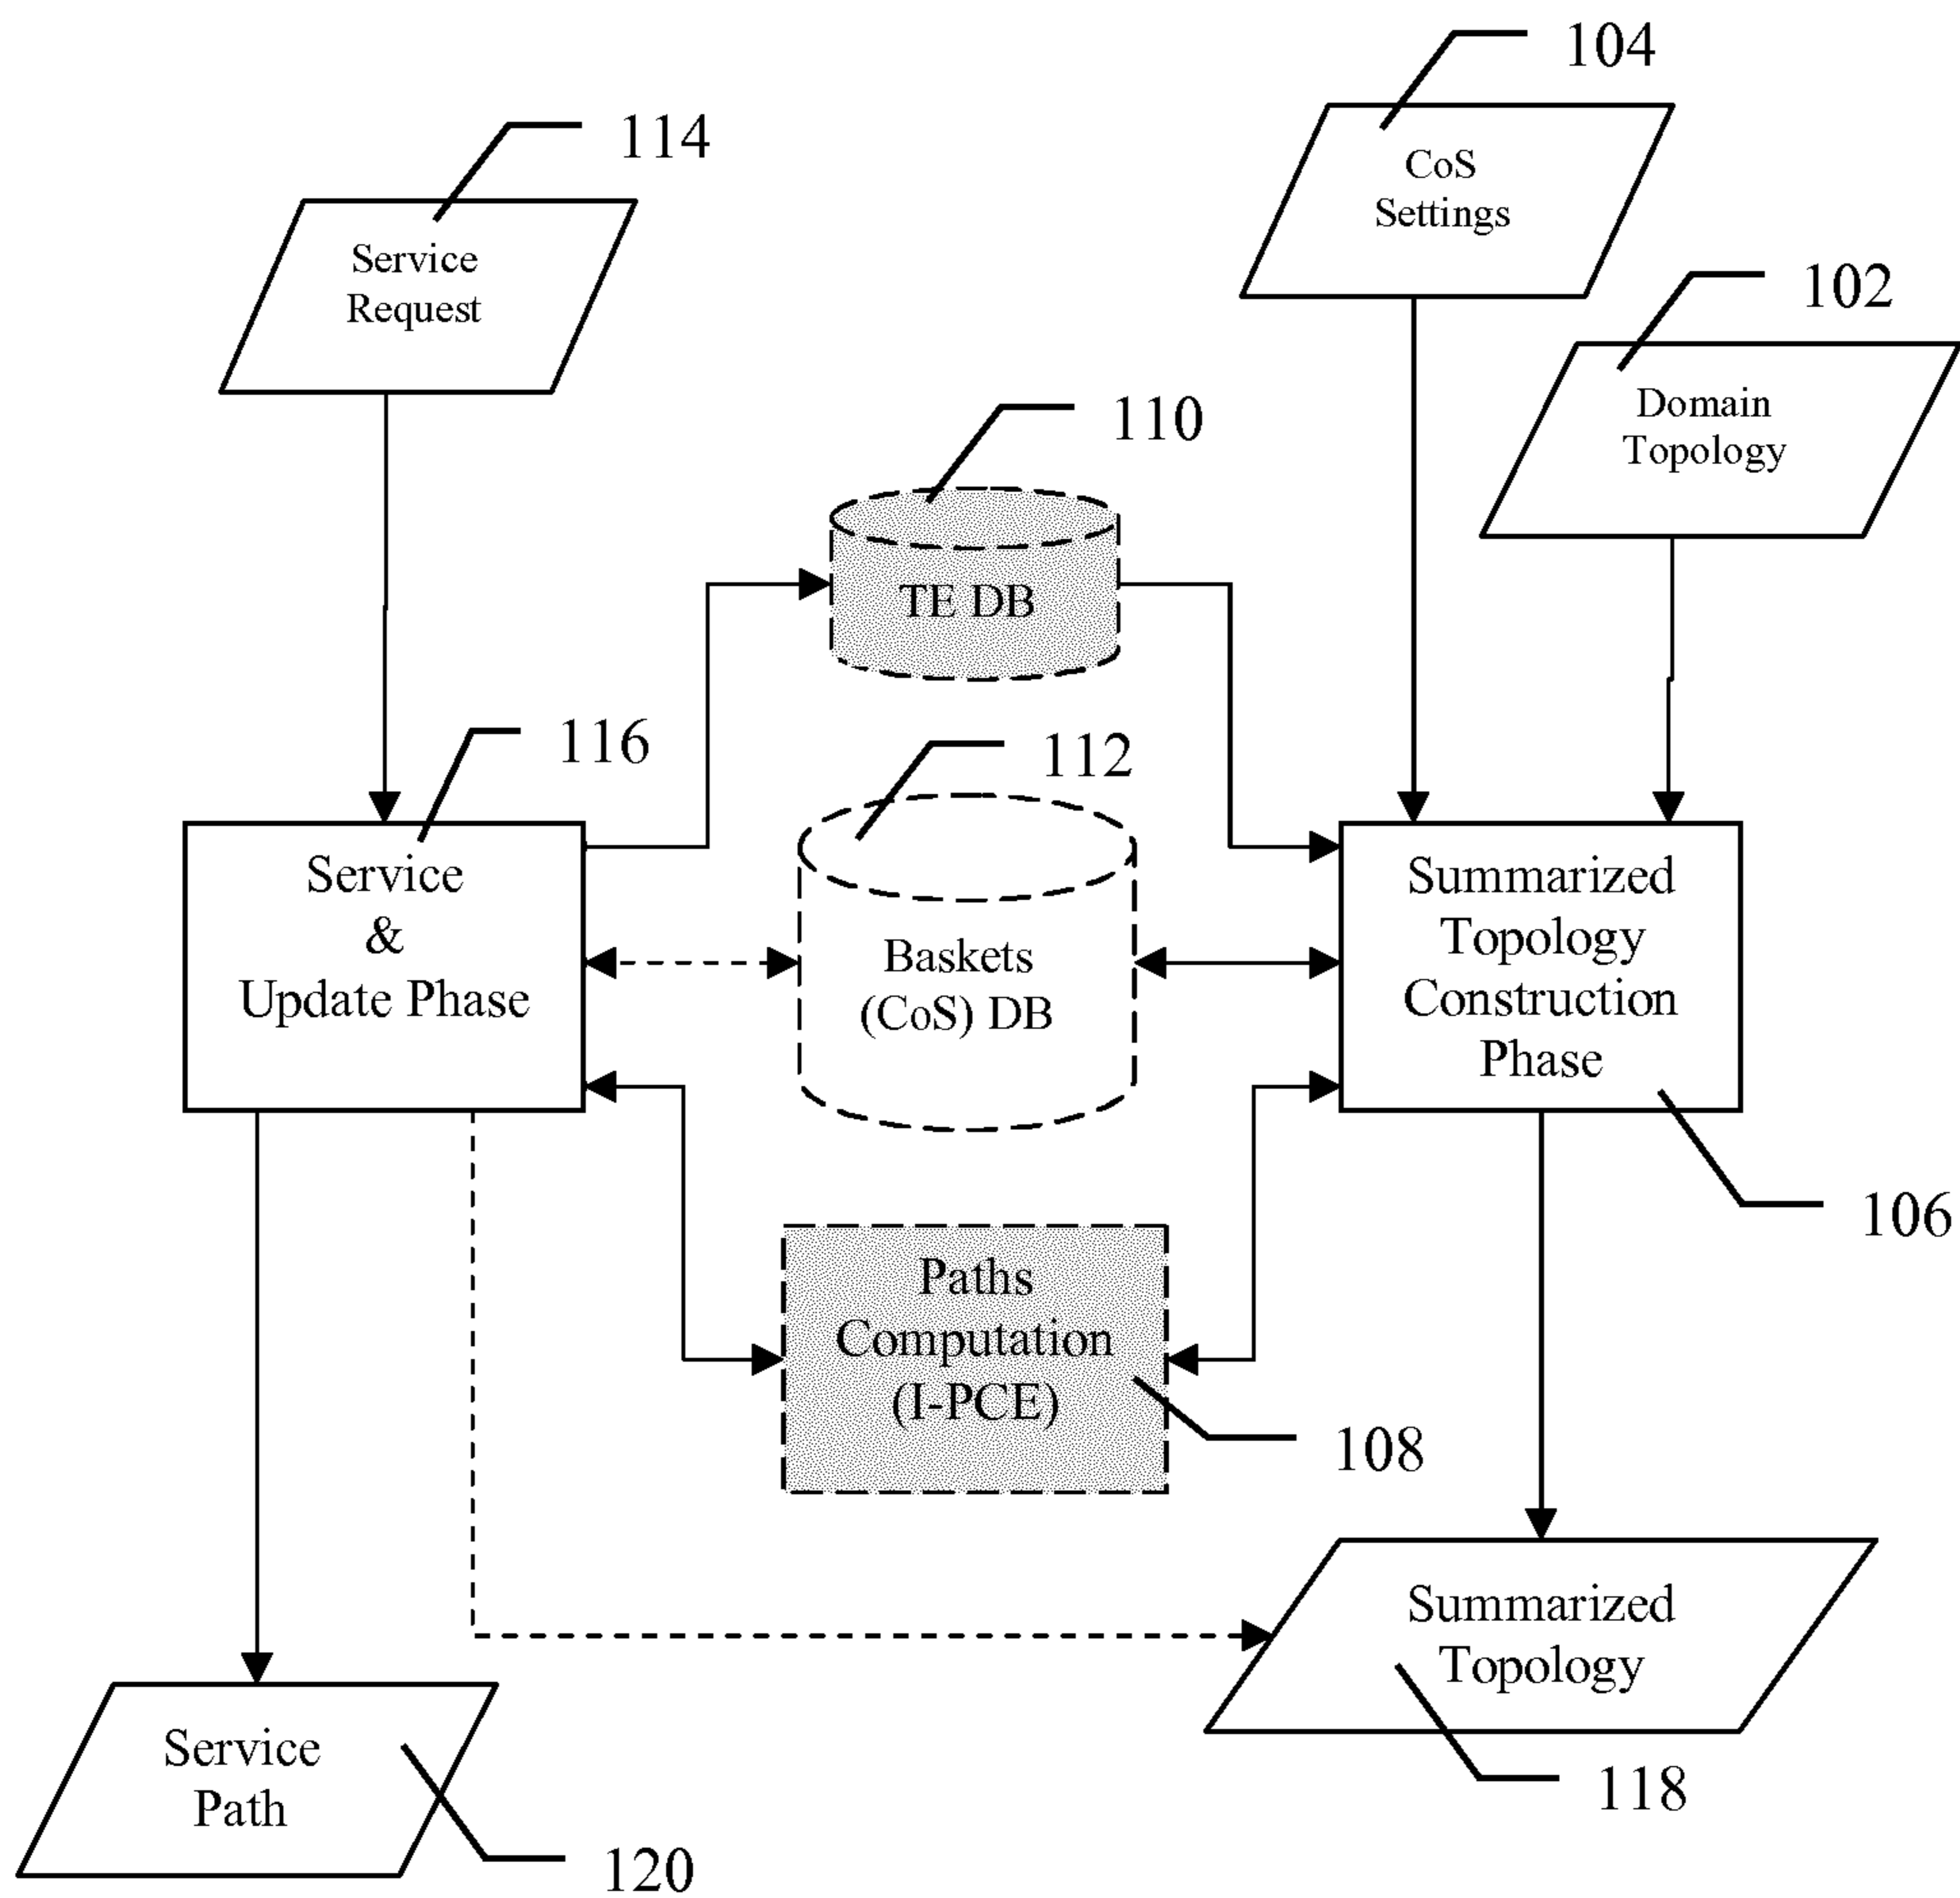 104
114
CoS
Settings
Service
Request
102
Domain
Topology
110
TE DB
116
112
Service
&
Update Phase
Baskets
(CoS) DB
Summarized
Topology
Construction
Phase
106
Paths
Computation
(I-PCE)
108
Summarized
Topology
118
Service
Path
120